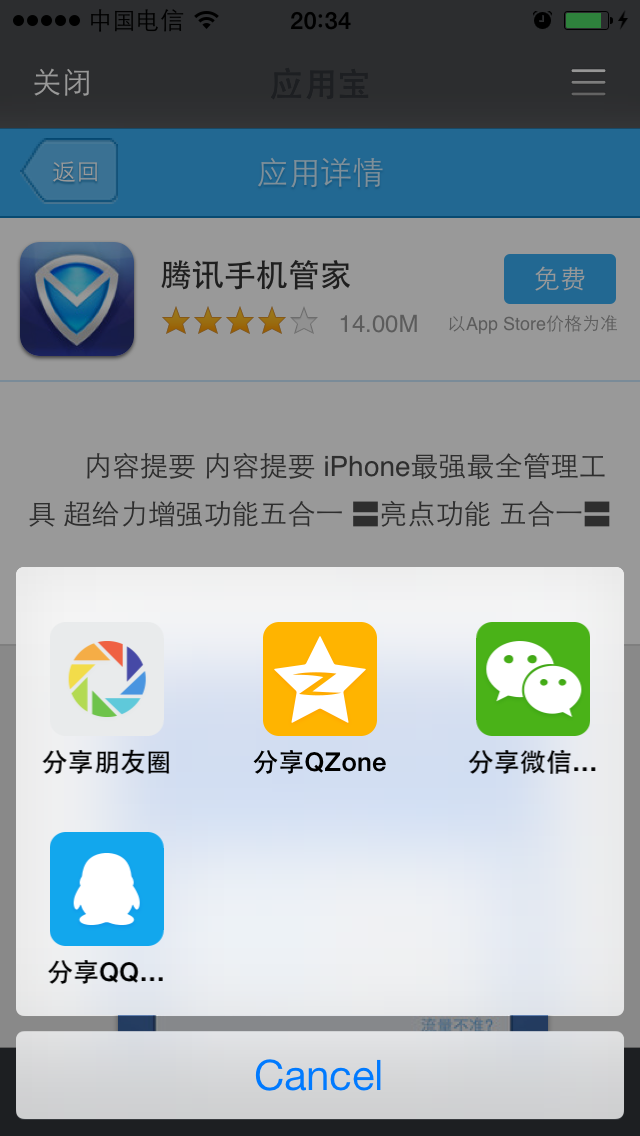 中国电信 20:34
关闭 应用宝
返回 应用详情
腾讯手机管家 免费
14.00M 以App Store价格为准
内容提要 内容提要 iPhone最强最全管理工
具 超给力增强功能五合一 〓亮点功能 五合一〓
分享朋友圈 分享QZone 分享微信...
分享QQ...
流量不准?
Cancel